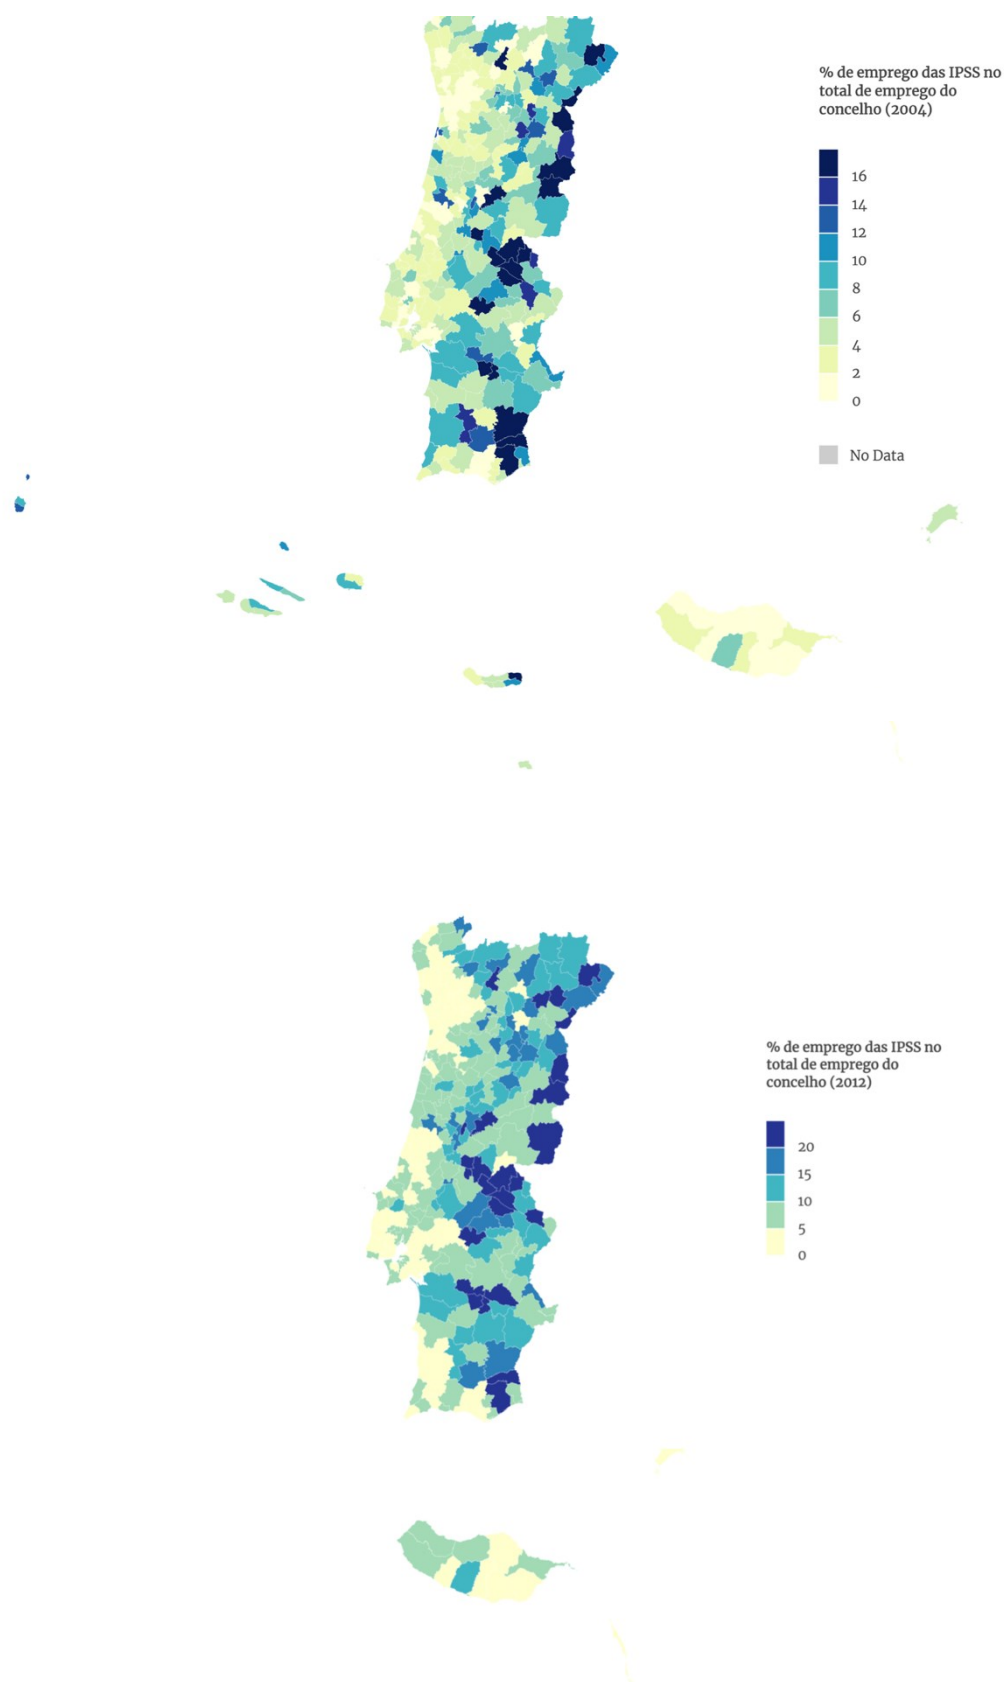 % de emprego das IPSS no
total de emprego do
concelho (2004)
16
14
12
10
8
6
4
2
0
No Data
% de emprego das IPSS no
total de emprego do
concelho (2012)
20
15
10
5
0